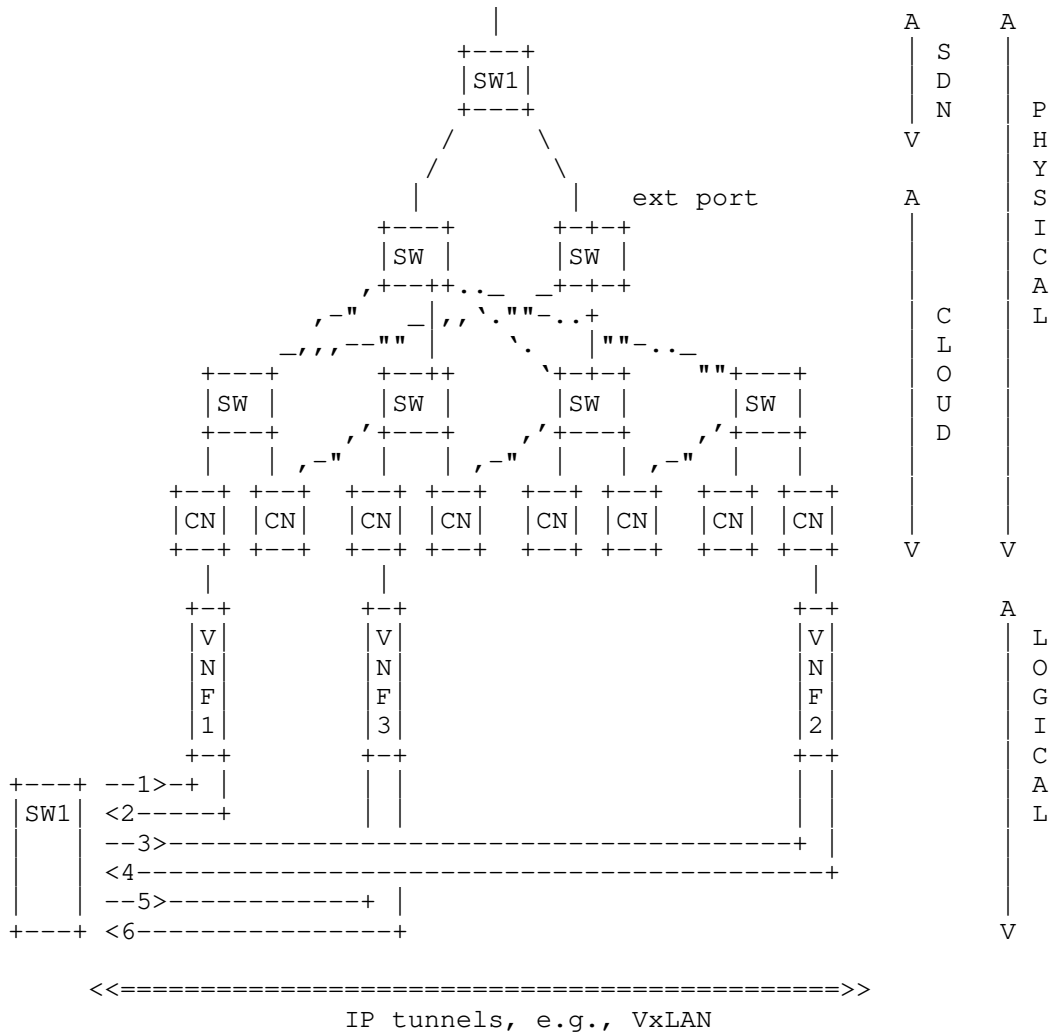 A A
S
SW1 D
N P
V H
Y
ext port A S
I
SW SW C
A
C L
L
O
SW SW SW SW U
D
CN CN CN CN CN CN CN CN
V V
A
V V V L
N N N O
F F F G
1 3 2 I
C
--1>-+ A
SW1 <2-----+ L
--3>---------------------------------------+
<4-----------------------------------------+
--5>------------+
<6----------------+ V
<<=============================================>>
IP tunnels, e.g., VxLAN